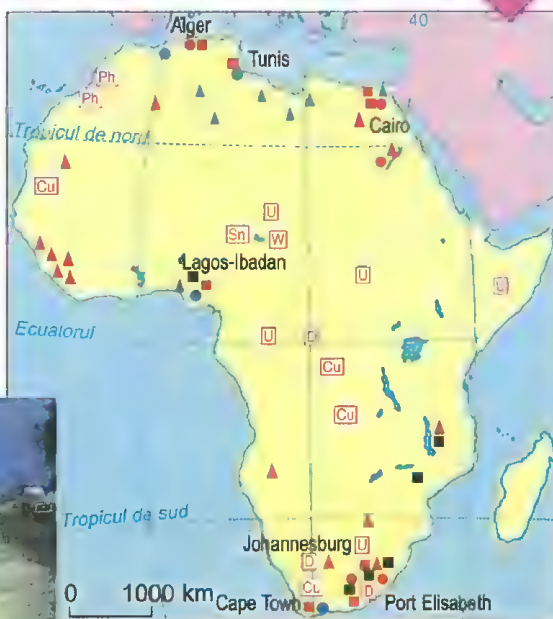 40
Alger
Tunis
Ph
Ph
Cairo
Tropicul de nord
Cu
U
Sn
W
Lagos-Ibadan
U
U
Ecuatorul
U
D
Cu
Cu
Tropicul de sud
Johannesburg
U
D
Cu
D
0 1000 km
Cape Town
Port Elisabeth